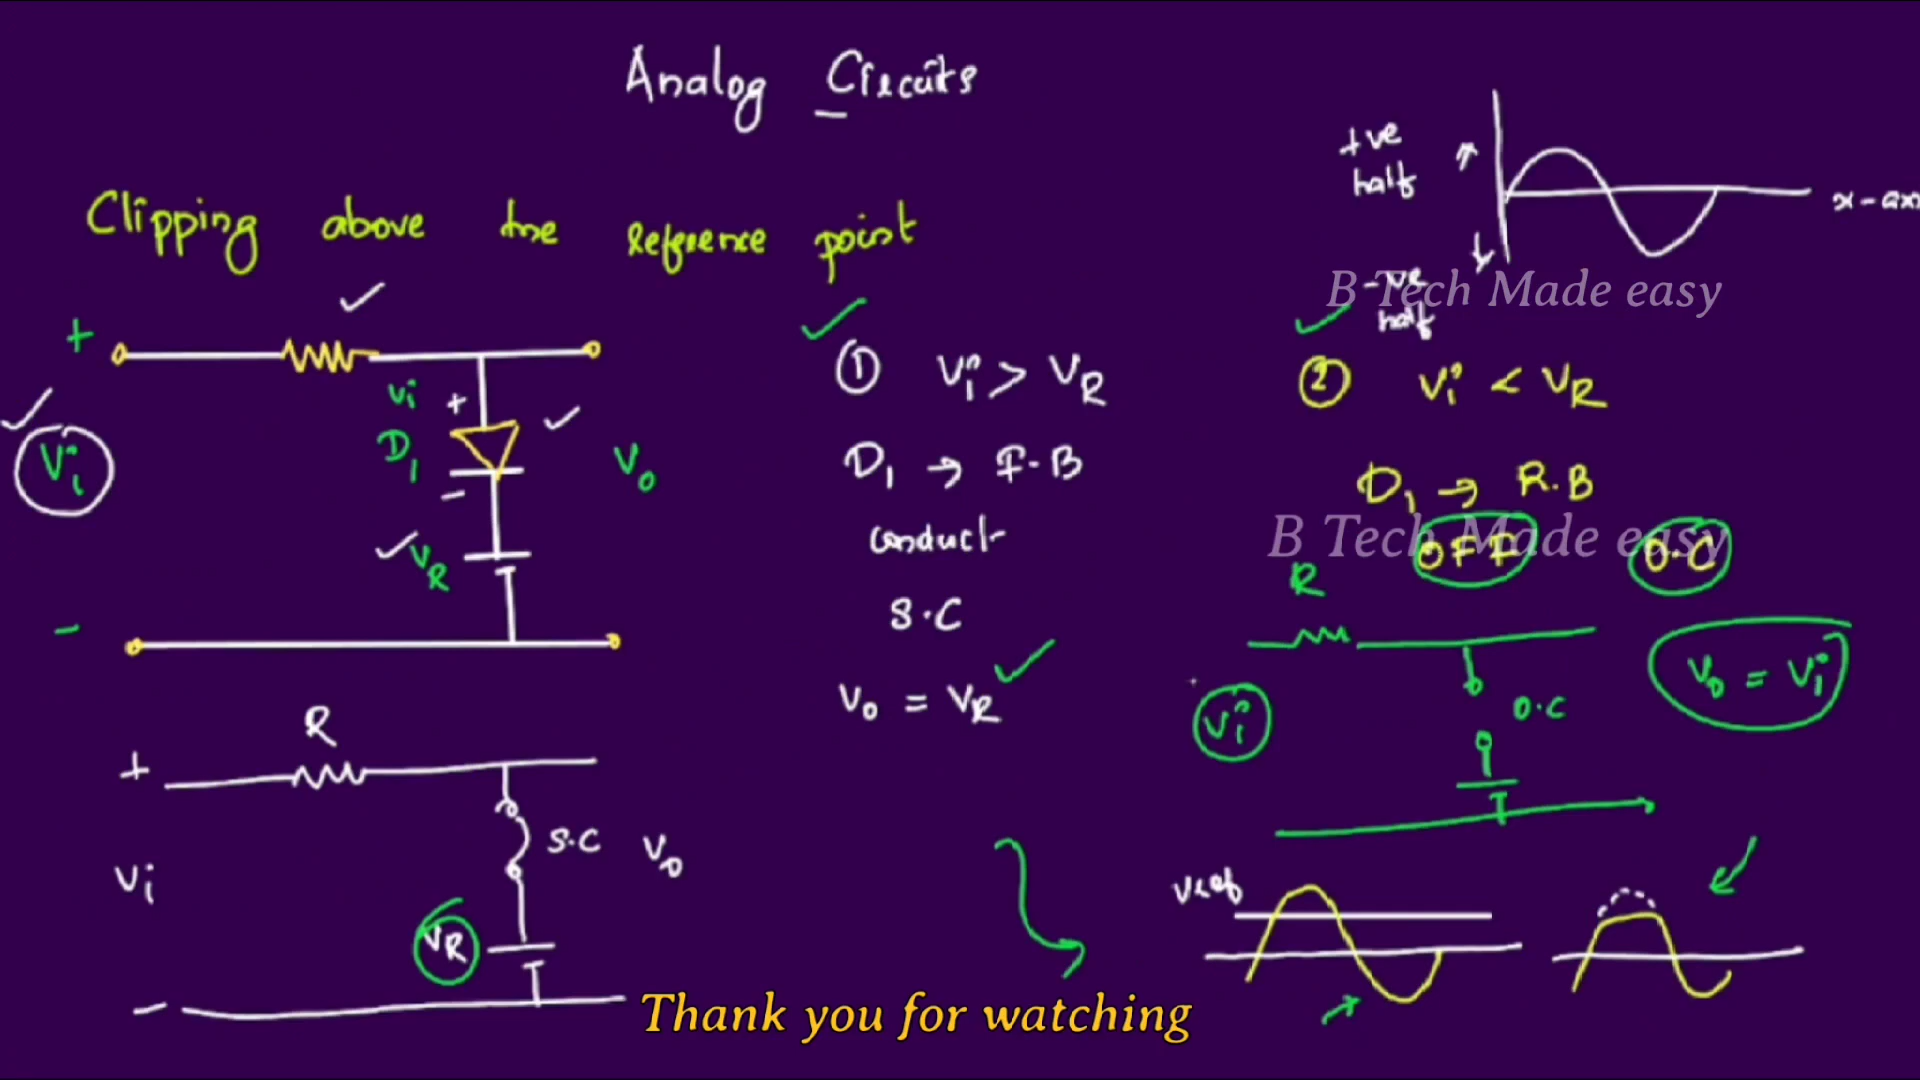 Analog Circuits
+ve
half
x-ax
-ve
half
B Tech Made easy
Clipping above the reference point
+
Vi
D1
+
-
VR
Vo
-
Vi
① Vi > VR
D1 → F-B
conduct
S.C
Vo = VR
② Vi < VR
D1 → R.B
OFF O.C
B Tech Made easy
R
Vi
O.C
Vo = Vi
R
+
Vi
S.C
Vo
VR
-
Vref
Thank you for watching